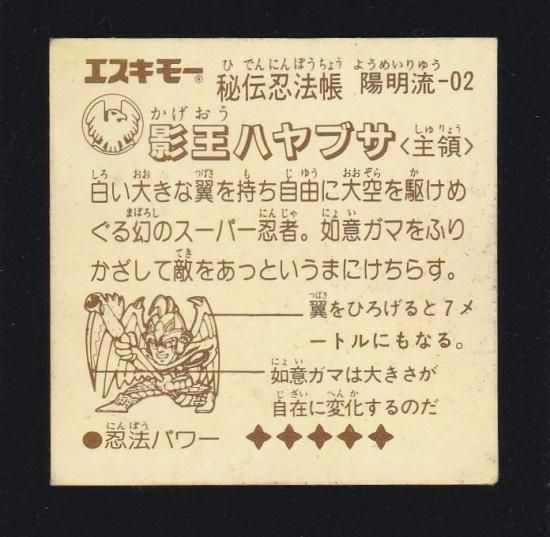 エスキモー® 秘伝忍法帳 陽明流-02
ひでんにんぽうちょう ようめいりゅう
かげおう
影王ハヤブサ〈主領〉
しゅりょう
しろ おお つばさ も じゆう おおぞら か
白い大きな翼を持ち自由に大空を駆けめ
まぼろし にんじゃ にょい
ぐる幻のスーパー忍者。如意ガマをふり
てき
かざして敵をあっというまにけちらす。
つばさ
翼をひろげると7メ
ートルにもなる。
にょい おお
如意ガマは大きさが
じざい へんか
自在に変化するのだ
にんぽう
●忍法パワー ✦✦✦✦✦